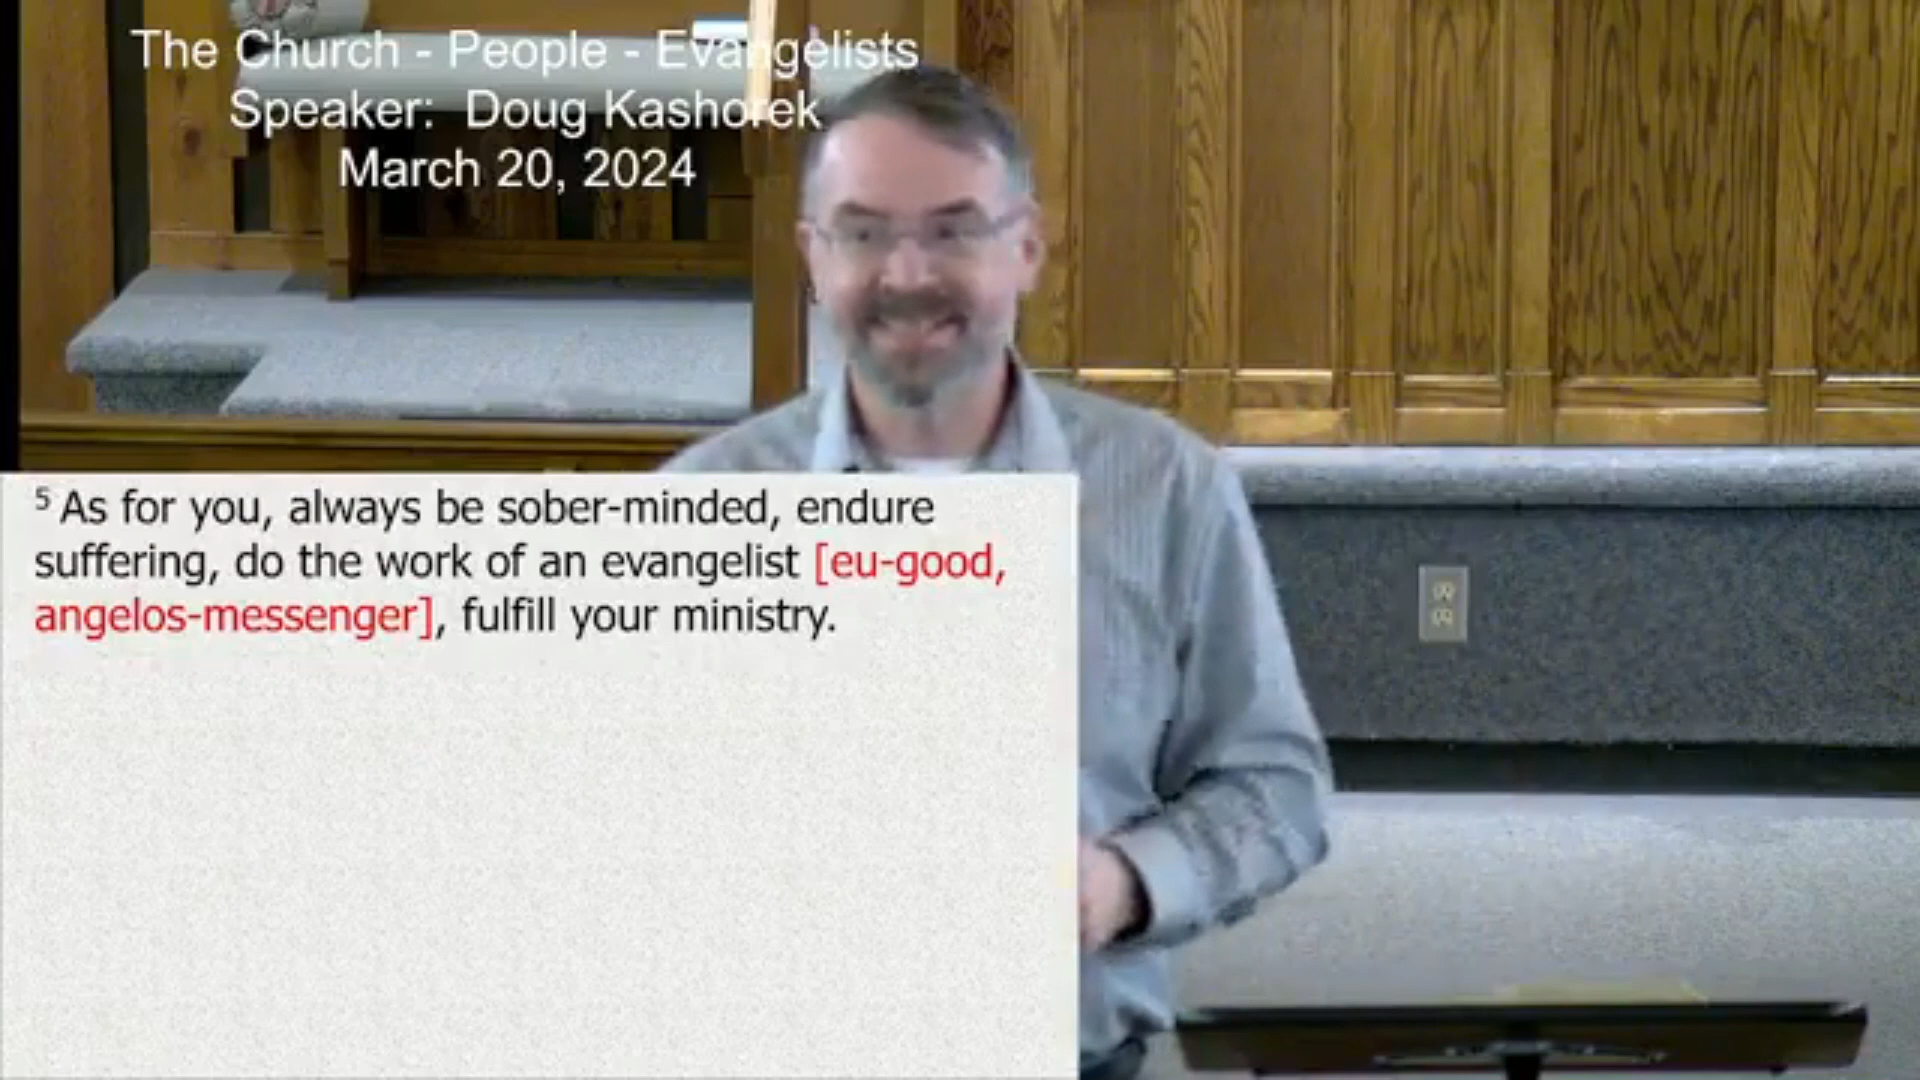 The Church - People - Evangelists
Speaker: Doug Kashorek
March 20, 2024
5 As for you, always be sober-minded, endure
suffering, do the work of an evangelist [eu-good,
angelos-messenger], fulfill your ministry.